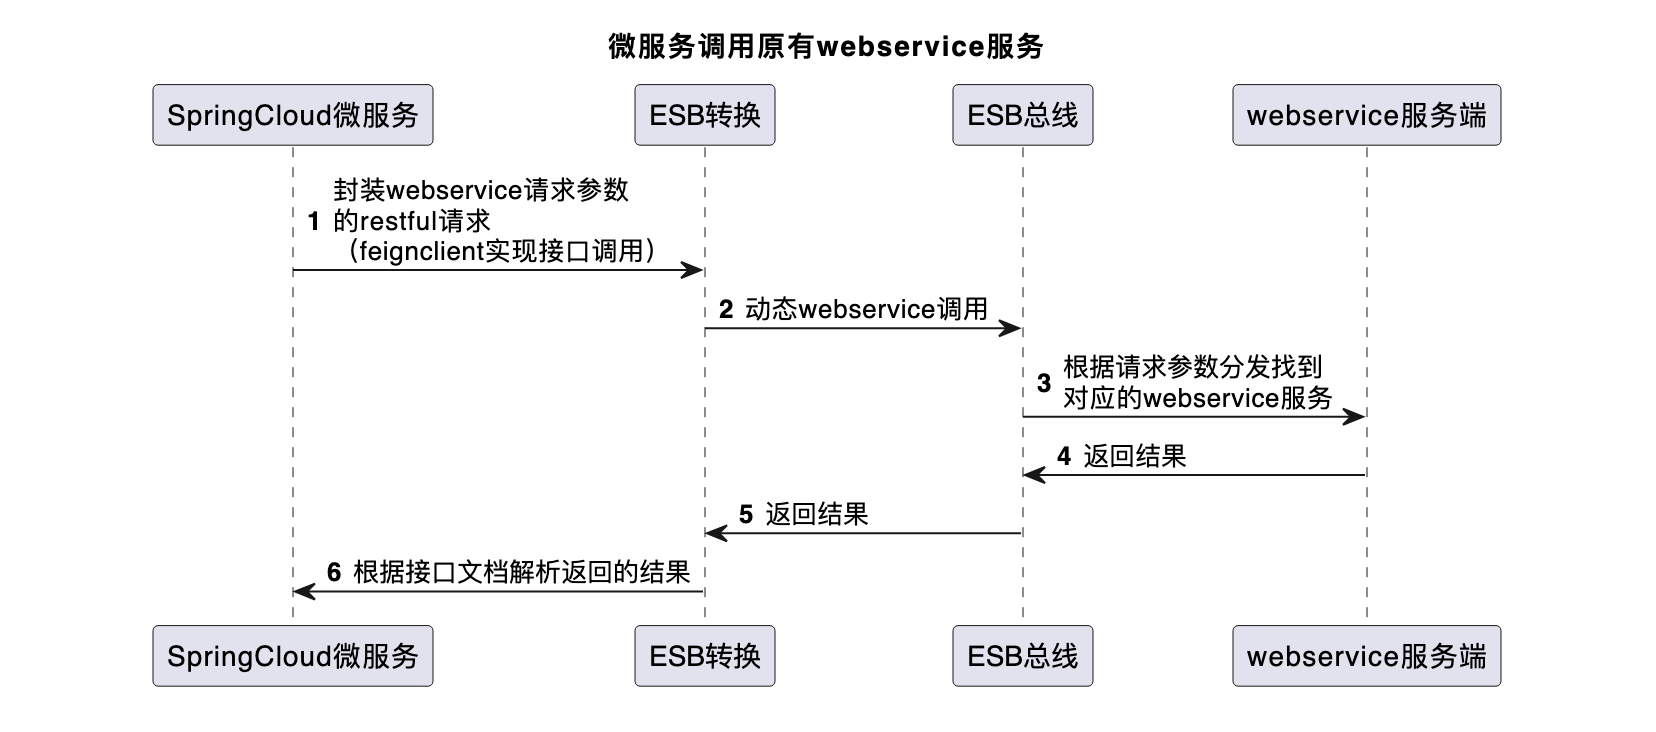 微服务调用原有webservice服务
SpringCloud微服务
ESB转换
ESB总线
webservice服务端
封装webservice请求参数
1 的restful请求
（feignclient实现接口调用）
2 动态webservice调用
根据请求参数分发找到
3 对应的webservice服务
4 返回结果
5 返回结果
6 根据接口文档解析返回的结果
SpringCloud微服务
ESB转换
ESB总线
webservice服务端